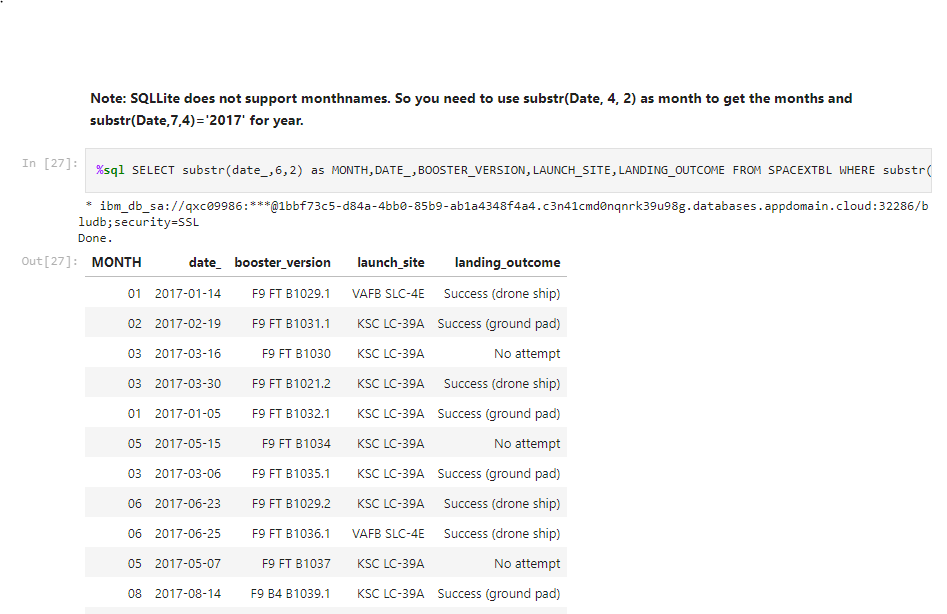 Note: SQLLite does not support monthnames. So you need to use substr(Date, 4, 2) as month to get the months and
substr(Date,7,4)='2017' for year.
In [27]: %sql SELECT substr(date_,6,2) as MONTH,DATE_,BOOSTER_VERSION,LAUNCH_SITE,LANDING_OUTCOME FROM SPACEXTBL WHERE substr(
* ibm_db_sa://qxc09986:***@1bbf73c5-d84a-4bb0-85b9-ab1a4348f4a4.c3n41cmd0nqnrk39u98g.databases.appdomain.cloud:32286/b
ludb;security=SSL
Done.
Out[27]: MONTH date_ booster_version launch_site landing_outcome
01 2017-01-14 F9 FT B1029.1 VAFB SLC-4E Success (drone ship)
02 2017-02-19 F9 FT B1031.1 KSC LC-39A Success (ground pad)
03 2017-03-16 F9 FT B1030 KSC LC-39A No attempt
03 2017-03-30 F9 FT B1021.2 KSC LC-39A Success (drone ship)
01 2017-01-05 F9 FT B1032.1 KSC LC-39A Success (ground pad)
05 2017-05-15 F9 FT B1034 KSC LC-39A No attempt
03 2017-03-06 F9 FT B1035.1 KSC LC-39A Success (ground pad)
06 2017-06-23 F9 FT B1029.2 KSC LC-39A Success (drone ship)
06 2017-06-25 F9 FT B1036.1 VAFB SLC-4E Success (drone ship)
05 2017-05-07 F9 FT B1037 KSC LC-39A No attempt
08 2017-08-14 F9 B4 B1039.1 KSC LC-39A Success (ground pad)